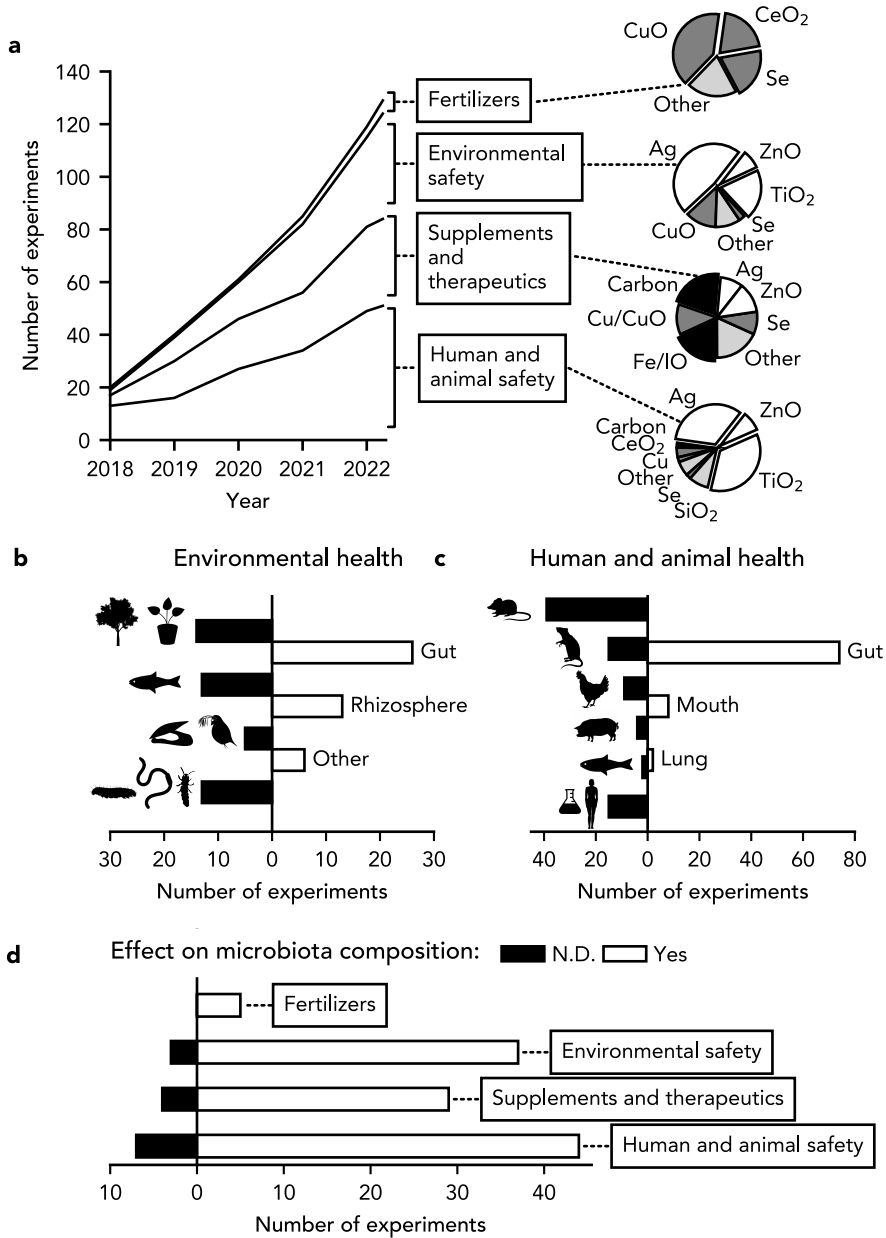 a
Number of experiments
140
120
100
80
60
40
20
0
2018 2019 2020 2021 2022
Year
Fertilizers
Environmental
safety
Supplements
and
therapeutics
Human and
animal safety
CuO
CeO₂
Se
Other
Ag
ZnO
TiO₂
Se
Other
CuO
Carbon
Ag
ZnO
Se
Other
Fe/IO
Cu/CuO
Ag
ZnO
TiO₂
SiO₂
Se
Other
Cu
CeO₂
Carbon
b Environmental health
Gut
Rhizosphere
Other
30 20 10 0 10 20 30
Number of experiments
c Human and animal health
Gut
Mouth
Lung
40 20 0 20 40 60 80
Number of experiments
d Effect on microbiota composition: N.D. Yes
Fertilizers
Environmental safety
Supplements and therapeutics
Human and animal safety
10 0 10 20 30 40
Number of experiments